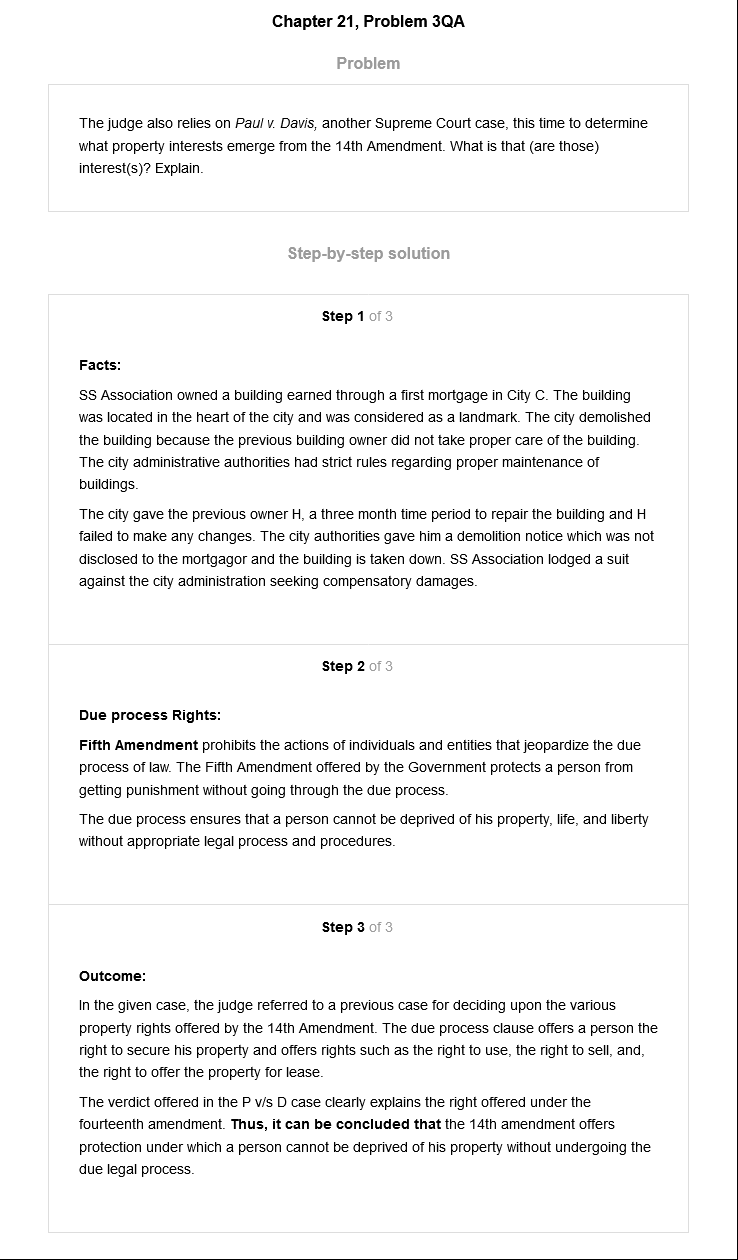 Chapter 21, Problem 3QA
Problem
The judge also relies on Paul v. Davis, another Supreme Court case, this time to determine
what property interests emerge from the 14th Amendment. What is that (are those)
interest(s)? Explain.
Step-by-step solution
Step 1 of 3
Facts:
SS Association owned a building earned through a first mortgage in City C. The building
was located in the heart of the city and was considered as a landmark. The city demolished
the building because the previous building owner did not take proper care of the building.
The city administrative authorities had strict rules regarding proper maintenance of
buildings.
The city gave the previous owner H, a three month time period to repair the building and H
failed to make any changes. The city authorities gave him a demolition notice which was not
disclosed to the mortgagor and the building is taken down. SS Association lodged a suit
against the city administration seeking compensatory damages.
Step 2 of 3
Due process Rights:
Fifth Amendment prohibits the actions of individuals and entities that jeopardize the due
process of law. The Fifth Amendment offered by the Government protects a person from
getting punishment without going through the due process.
The due process ensures that a person cannot be deprived of his property, life, and liberty
without appropriate legal process and procedures.
Step 3 of 3
Outcome:
In the given case, the judge referred to a previous case for deciding upon the various
property rights offered by the 14th Amendment. The due process clause offers a person the
right to secure his property and offers rights such as the right to use, the right to sell, and,
the right to offer the property for lease.
The verdict offered in the P v/s D case clearly explains the right offered under the
fourteenth amendment. Thus, it can be concluded that the 14th amendment offers
protection under which a person cannot be deprived of his property without undergoing the
due legal process.